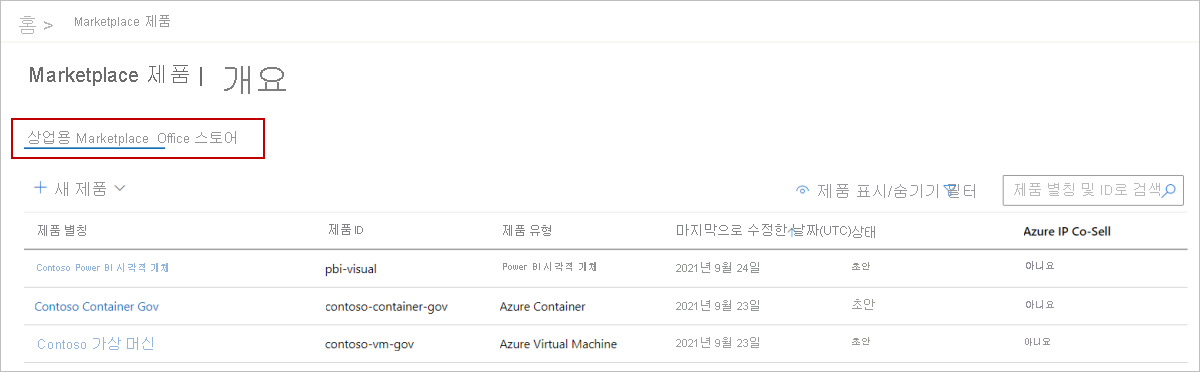 홈 > Marketplace 제품
Marketplace 제품 | 개요
상업용 Marketplace Office 스토어
+ 새 제품 제품 표시/숨기기 필터 제품 별칭 및 ID로 검색
제품 별칭 제품 ID 제품 유형 마지막으로 수정한 날짜(UTC) 상태 Azure IP Co-Sell
Contoso Power BI 시각적 개체 pbi-visual Power BI 시각적 개체 2021년 9월 24일 초안 아니요
Contoso Container Gov contoso-container-gov Azure Container 2021년 9월 23일 초안 아니요
Contoso 가상 머신 contoso-vm-gov Azure Virtual Machine 2021년 9월 23일 초안 아니요